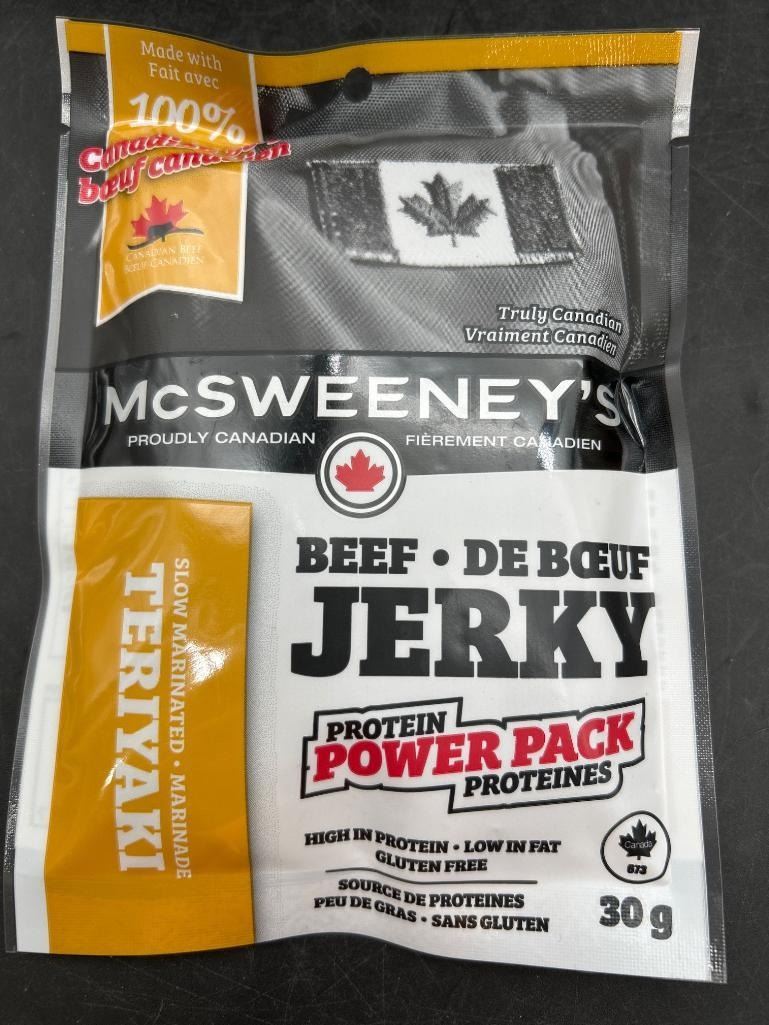 Made with
Fait avec
100%
bœuf canadien
CANADIAN BEEF
BŒUF CANADIEN
Truly Canadian
Vraiment Canadien
McSWEENEY'S
PROUDLY CANADIAN
FIÈREMENT CANADIEN
SLOW MARINATED • MARINADE
TERIYAKI
BEEF • DE BŒUF
JERKY
PROTEIN
POWER PACK
PROTEINES
HIGH IN PROTEIN • LOW IN FAT
GLUTEN FREE
SOURCE DE PROTEINES
PEU DE GRAS • SANS GLUTEN
Canada
673
30 g